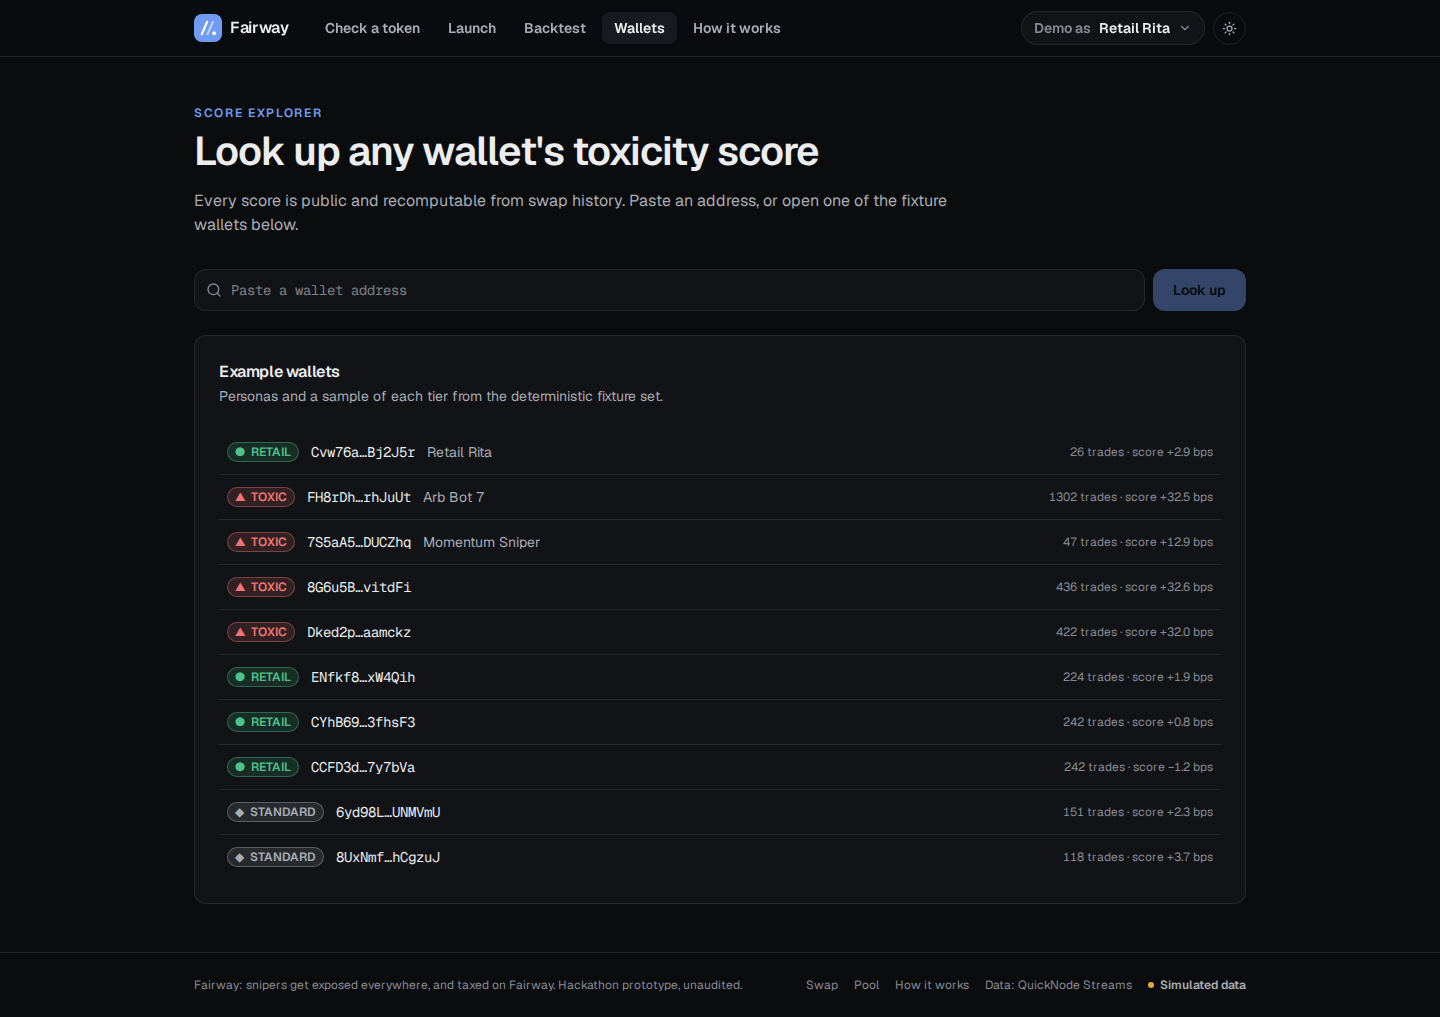 Fairway
Check a token
Launch
Backtest
Wallets
How it works
Demo as Retail Rita
SCORE EXPLORER
Look up any wallet's toxicity score
Every score is public and recomputable from swap history. Paste an address, or open one of the fixture
wallets below.
Paste a wallet address
Look up
Example wallets
Personas and a sample of each tier from the deterministic fixture set.
RETAIL Cvw76a…Bj2J5r Retail Rita 26 trades · score +2.9 bps
TOXIC FH8rDh…rhJuUt Arb Bot 7 1302 trades · score +32.5 bps
TOXIC 7S5aA5…DUCZhq Momentum Sniper 47 trades · score +12.9 bps
TOXIC 8G6u5B…vitdFi 436 trades · score +32.6 bps
TOXIC Dked2p…aamckz 422 trades · score +32.0 bps
RETAIL ENfkf8…xW4Qih 224 trades · score +1.9 bps
RETAIL CYhB69…3fhsF3 242 trades · score +0.8 bps
RETAIL CCFD3d…7y7bVa 242 trades · score −1.2 bps
STANDARD 6yd98L…UNMVmU 151 trades · score +2.3 bps
STANDARD 8UxNmf…hCgzuJ 118 trades · score +3.7 bps
Fairway: snipers get exposed everywhere, and taxed on Fairway. Hackathon prototype, unaudited.
Swap
Pool
How it works
Data: QuickNode Streams
Simulated data